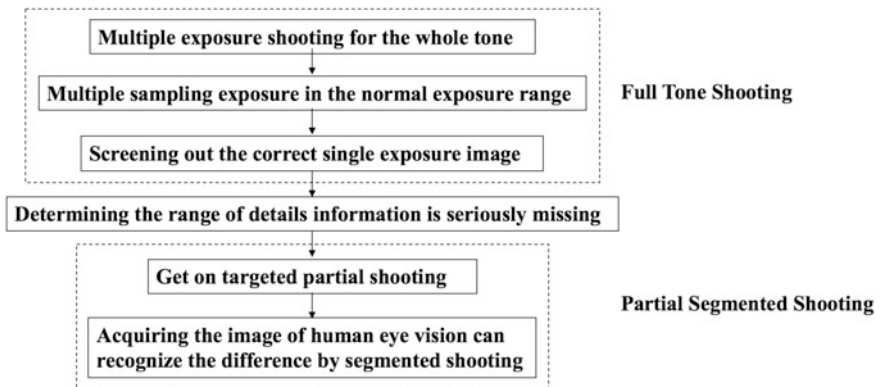 Multiple exposure shooting for the whole tone
Multiple sampling exposure in the normal exposure range
Full Tone Shooting
Screening out the correct single exposure image
Determining the range of details information is seriously missing
Get on targeted partial shooting
Partial Segmented Shooting
Acquiring the image of human eye vision can
recognize the difference by segmented shooting